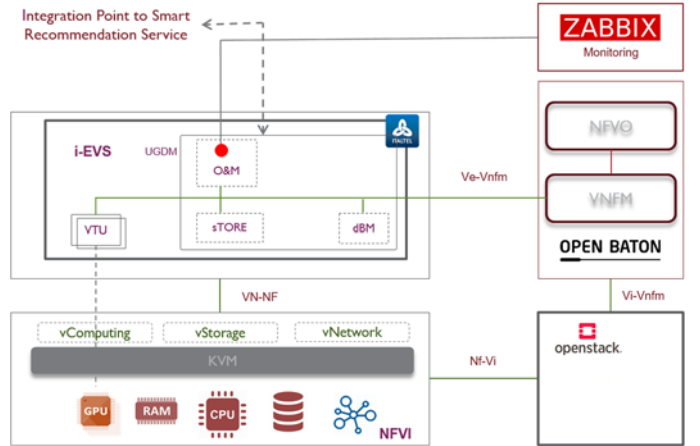 Integration Point to Smart
Recommendation Service
ZABBIX
Monitoring
i-EVS
UGDM
ITALTEL
O&M
Ve-Vnfm
NFVO
VNFM
VTU
sTORE
dBM
OPEN BATON
VN-NF
Vi-Vnfm
vComputing
vStorage
vNetwork
KVM
openstack.
Nf-Vi
GPU
RAM
CPU
NFVI